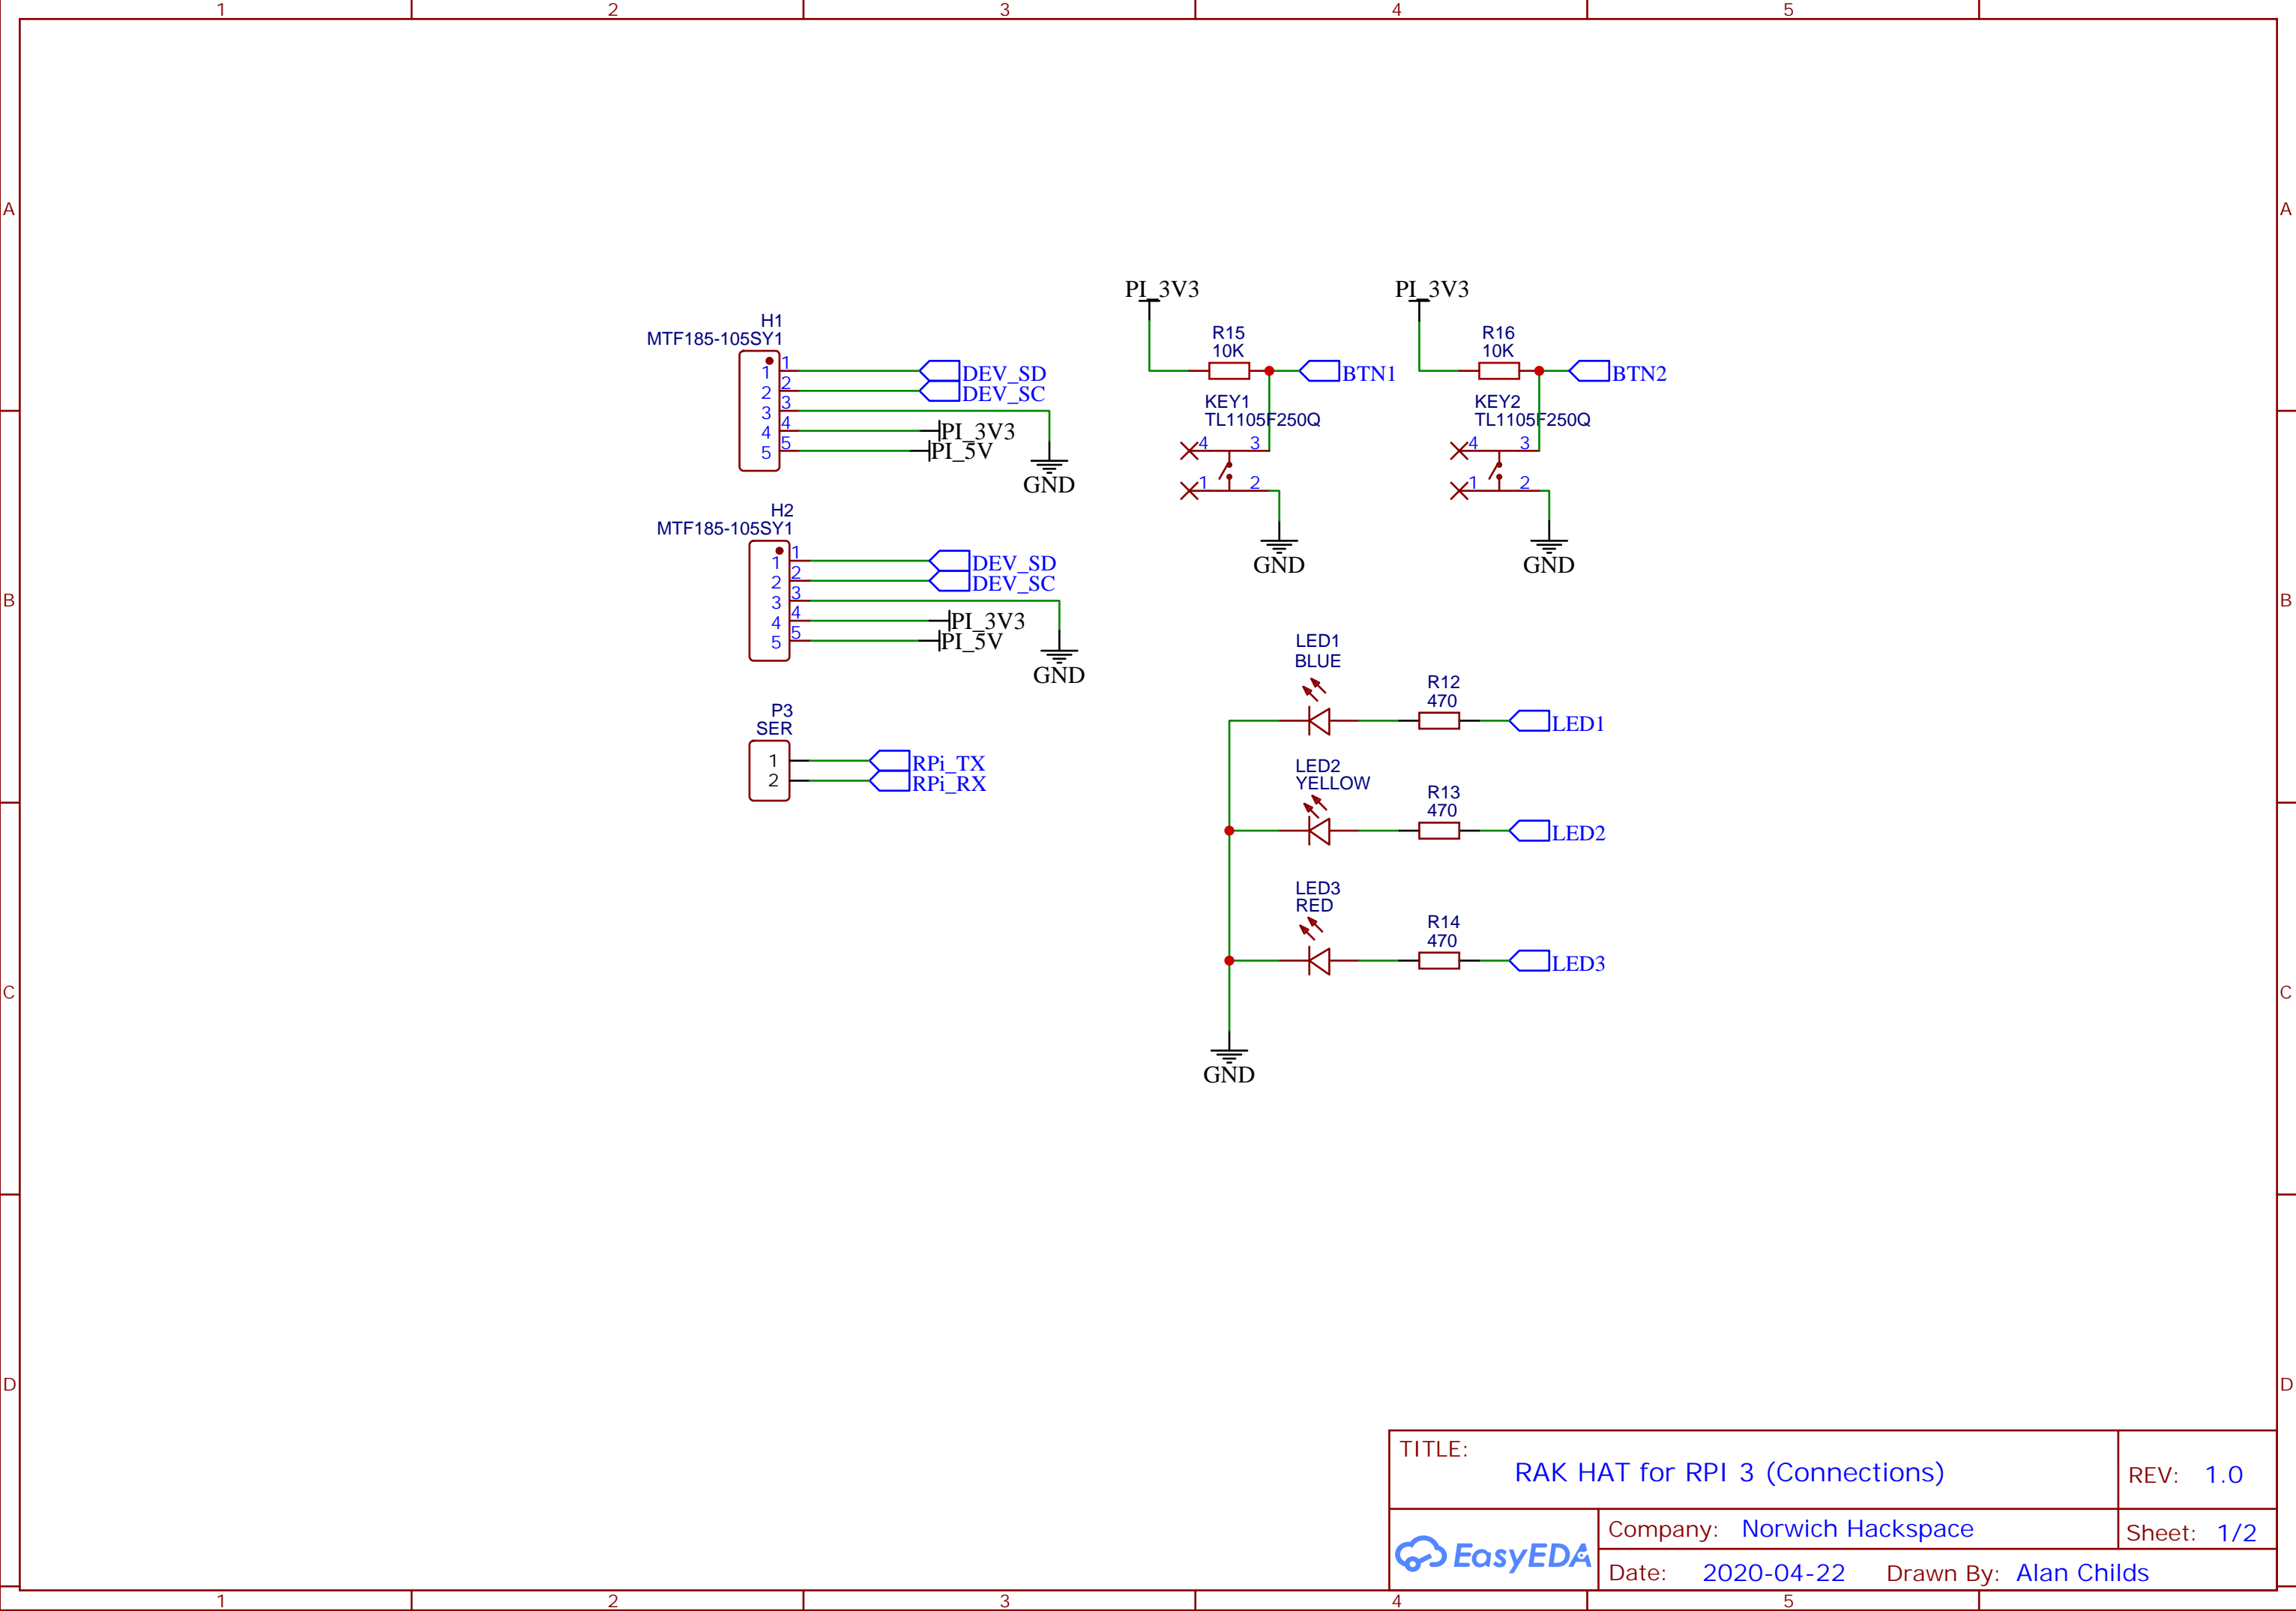 1 2 3 4 5
A A
B B
C C
D D
H1
MTF185-105SY1
1 1 DEV_SD
2 2 DEV_SC
3 3
4 4 PI_3V3
5 5 PI_5V
GND
H2
MTF185-105SY1
1 1 DEV_SD
2 2 DEV_SC
3 3
4 4 PI_3V3
5 5 PI_5V
GND
P3
SER
1 RPi_TX
2 RPi_RX
PI_3V3
R15
10K
BTN1
KEY1
TL1105F250Q
4 3
1 2
GND
PI_3V3
R16
10K
BTN2
KEY2
TL1105F250Q
4 3
1 2
GND
LED1
BLUE
R12
470
LED1
LED2
YELLOW
R13
470
LED2
LED3
RED
R14
470
LED3
GND
TITLE:
RAK HAT for RPI 3 (Connections)
REV: 1.0
EasyEDA
Company: Norwich Hackspace
Sheet: 1/2
Date: 2020-04-22 Drawn By: Alan Childs
1 2 3 4 5